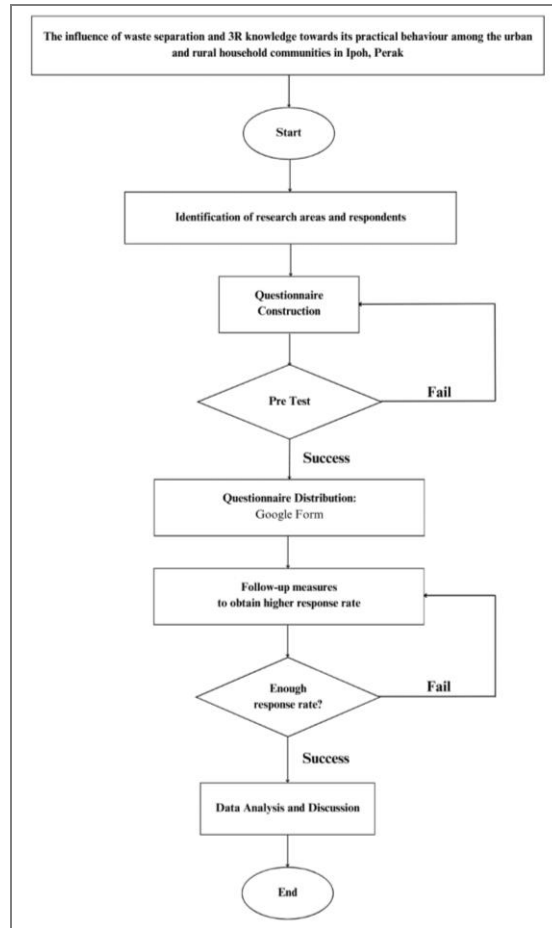 The influence of waste separation and 3R knowledge towards its practical behaviour among the urban
and rural household communities in Ipoh, Perak
Start
Identification of research areas and respondents
Questionnaire
Construction
Pre Test
Fail
Success
Questionnaire Distribution:
Google Form
Follow-up measures
to obtain higher response rate
Enough
response rate?
Fail
Success
Data Analysis and Discussion
End